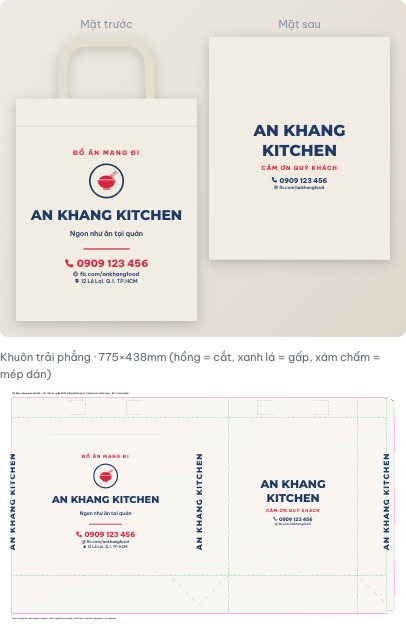 Mặt trước
Mặt sau
ĐỒ ĂN MANG ĐI
AN KHANG KITCHEN
Ngon như ăn tại quán
0909 123 456
fb.com/ankhangfood
12 Lê Lợi, Q.1, TP.HCM
AN KHANG
KITCHEN
CẢM ƠN QUÝ KHÁCH
0909 123 456
fb.com/ankhangfood
Khuôn trải phẳng · 775×438mm (hồng = cắt, xanh lá = gấp, xám chấm =
mép dán)
AN KHANG KITCHEN
ĐỒ ĂN MANG ĐI
AN KHANG KITCHEN
Ngon như ăn tại quán
0909 123 456
fb.com/ankhangfood
12 Lê Lợi, Q.1, TP.HCM
AN KHANG KITCHEN
AN KHANG
KITCHEN
CẢM ƠN QUÝ KHÁCH
0909 123 456
fb.com/ankhangfood
AN KHANG KITCHEN